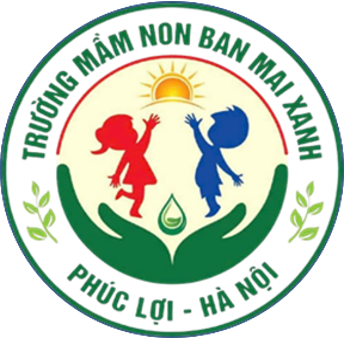 TRƯỜNG MẦM NON BAN MAI XANH
PHÚC LỢI - HÀ NỘI